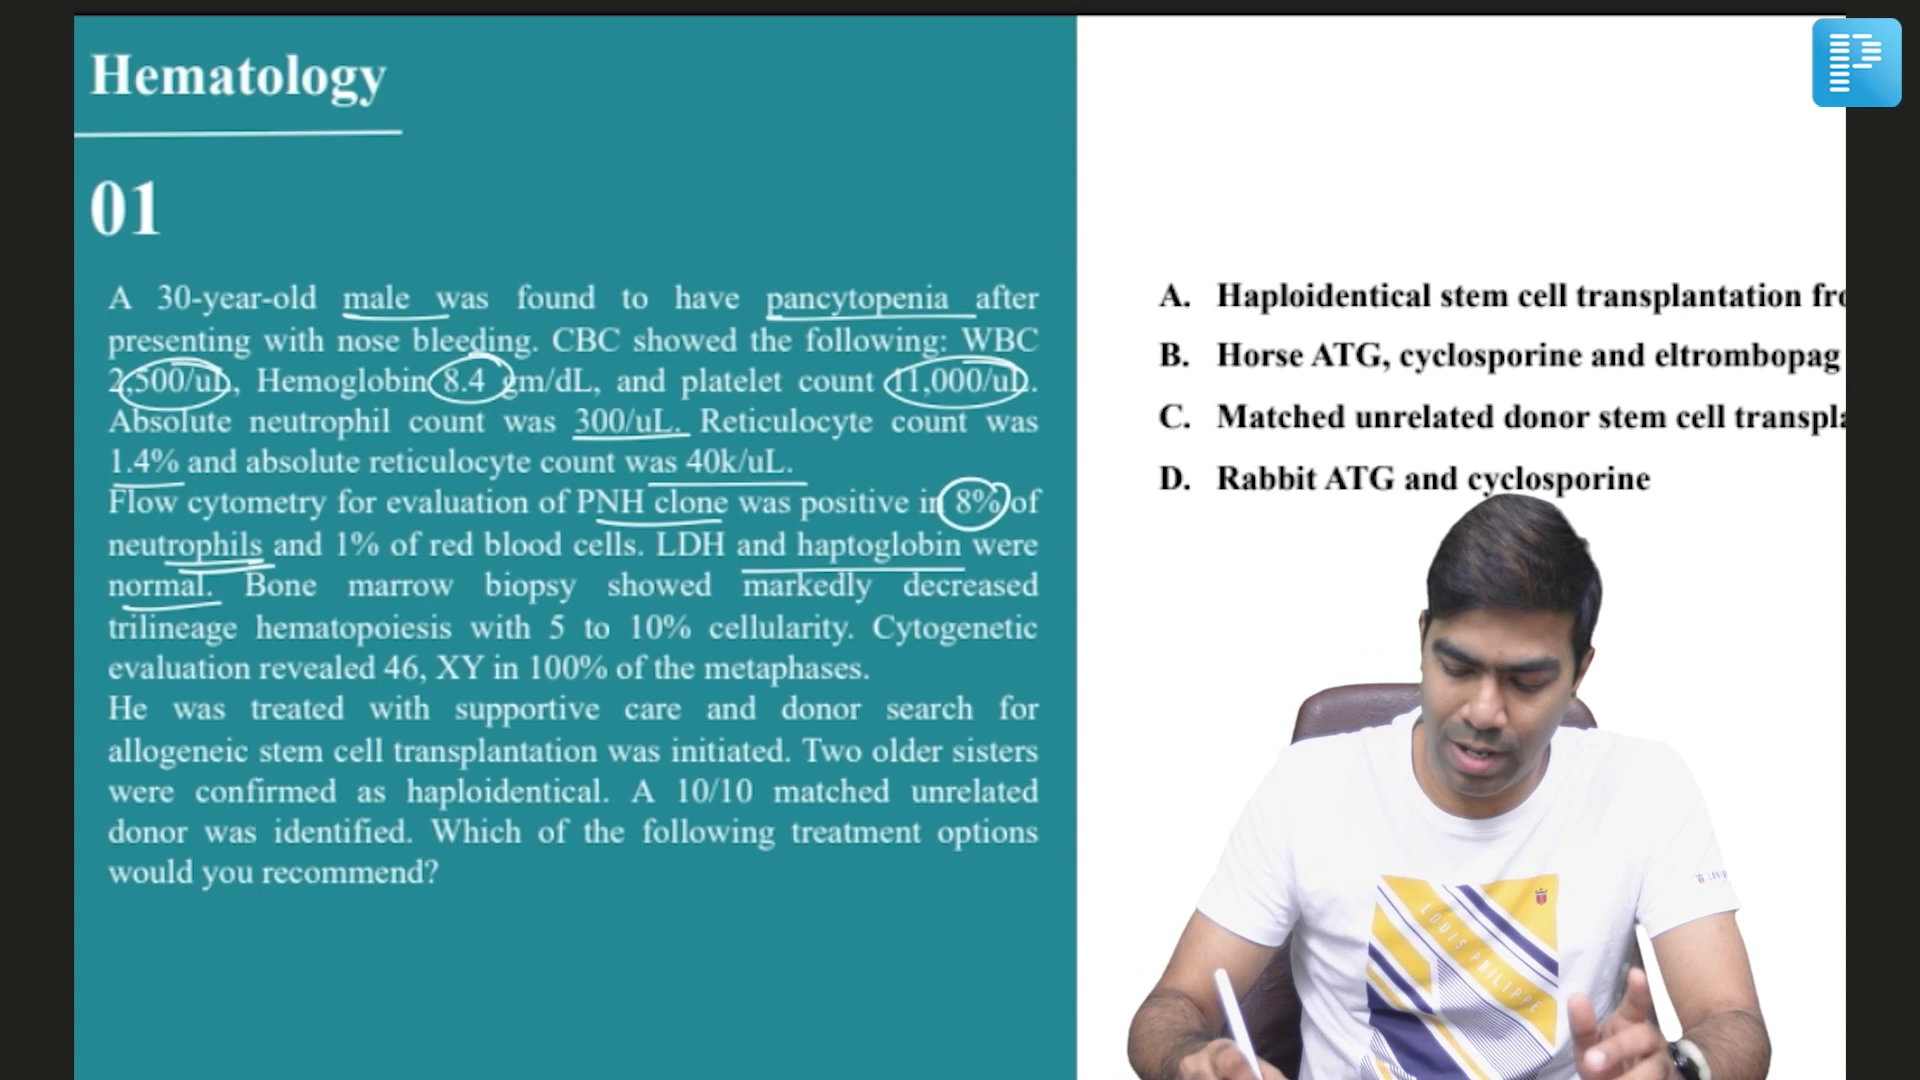 Hematology
01
A 30-year-old male was found to have pancytopenia after
presenting with nose bleeding. CBC showed the following: WBC
2,500/uL, Hemoglobin 8.4 gm/dL, and platelet count 11,000/uL.
Absolute neutrophil count was 300/uL. Reticulocyte count was
1.4% and absolute reticulocyte count was 40k/uL.
Flow cytometry for evaluation of PNH clone was positive in 8% of
neutrophils and 1% of red blood cells. LDH and haptoglobin were
normal. Bone marrow biopsy showed markedly decreased
trilineage hematopoiesis with 5 to 10% cellularity. Cytogenetic
evaluation revealed 46, XY in 100% of the metaphases.
He was treated with supportive care and donor search for
allogeneic stem cell transplantation was initiated. Two older sisters
were confirmed as haploidentical. A 10/10 matched unrelated
donor was identified. Which of the following treatment options
would you recommend?
A. Haploidentical stem cell transplantation
B. Horse ATG, cyclosporine and eltrombopag
C. Matched unrelated donor stem cell
D. Rabbit ATG and cyclosporine
LOUIS PHILIPPE